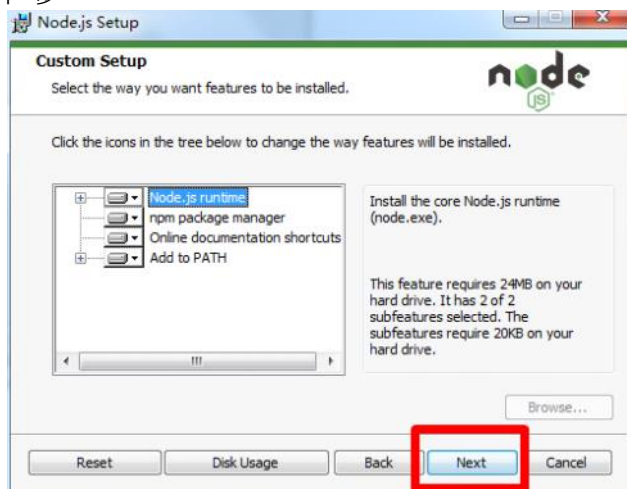 Node.js Setup
Custom Setup
Select the way you want features to be installed.
node
JS
Click the icons in the tree below to change the way features will be installed.
Node.js runtime
npm package manager
Online documentation shortcuts
Add to PATH
Install the core Node.js runtime
(node.exe).
This feature requires 24MB on your
hard drive. It has 2 of 2
subfeatures selected. The
subfeatures require 20KB on your
hard drive.
Browse...
Reset Disk Usage Back Next Cancel